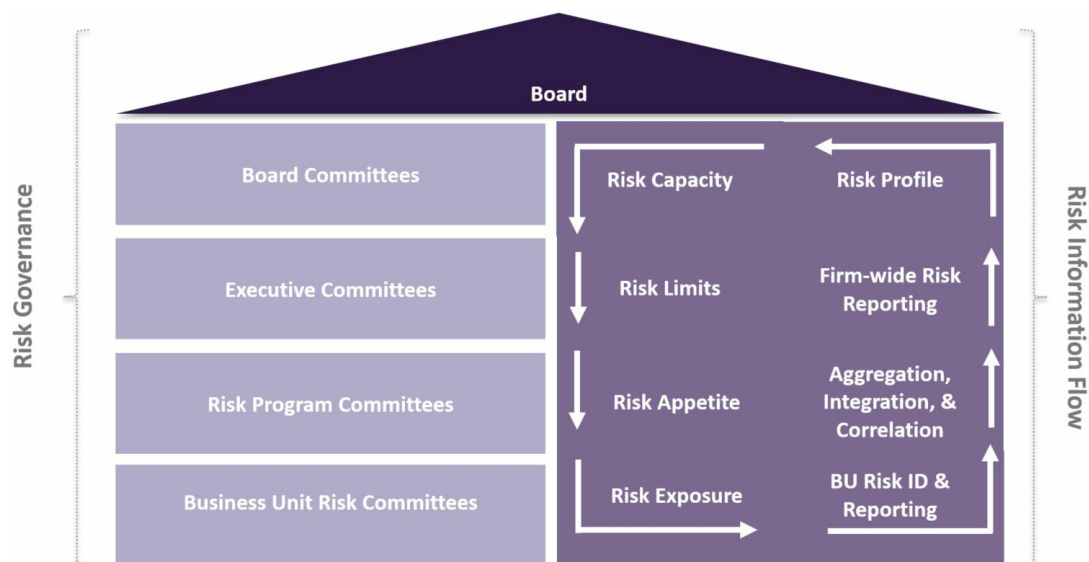 Board
Risk Governance
Board Committees
Executive Committees
Risk Program Committees
Business Unit Risk Committees
Risk Capacity
Risk Limits
Risk Appetite
Risk Exposure
Risk Profile
Firm-wide Risk
Reporting
Aggregation,
Integration, &
Correlation
BU Risk ID &
Reporting
Risk Information Flow